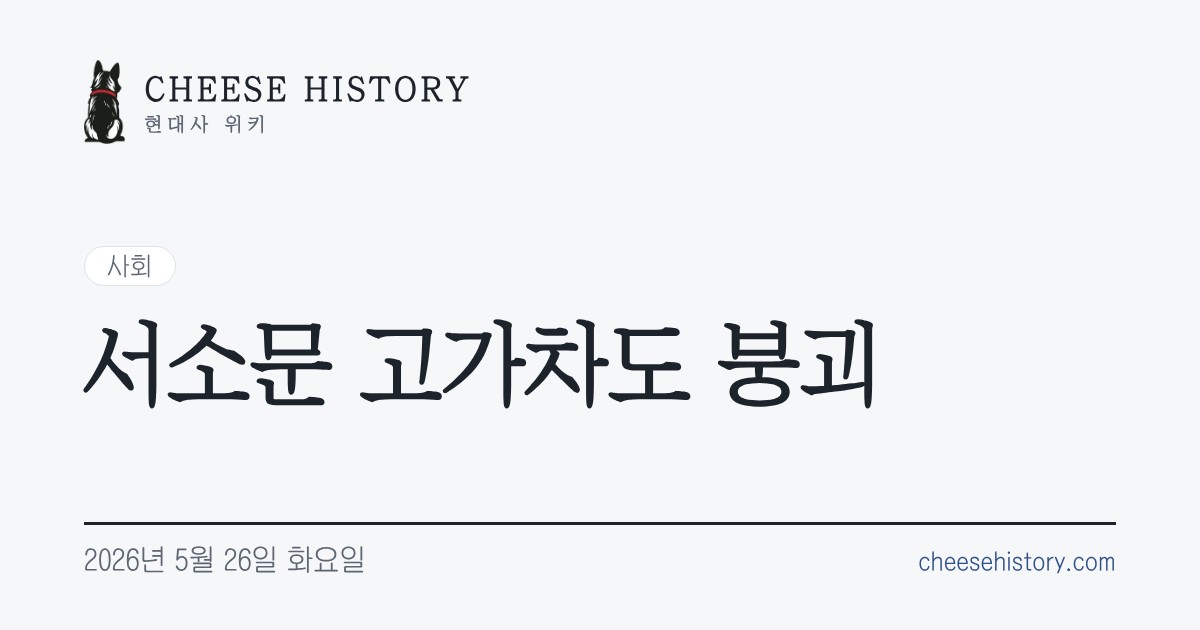 CHEESE HISTORY
현대사 위키
사회
서소문 고가차도 붕괴
2026년 5월 26일 화요일
cheesehistory.com